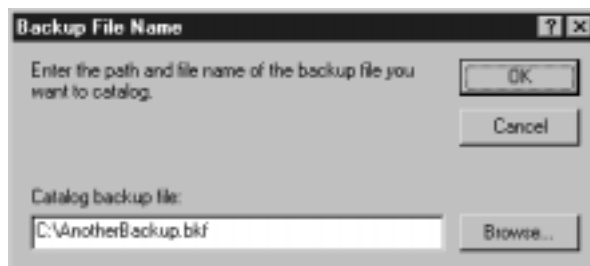 Backup File Name
Enter the path and file name of the backup file you
want to catalog.
OK
Cancel
Catalog backup file:
C:\AnotherBackup.bkf
Browse...